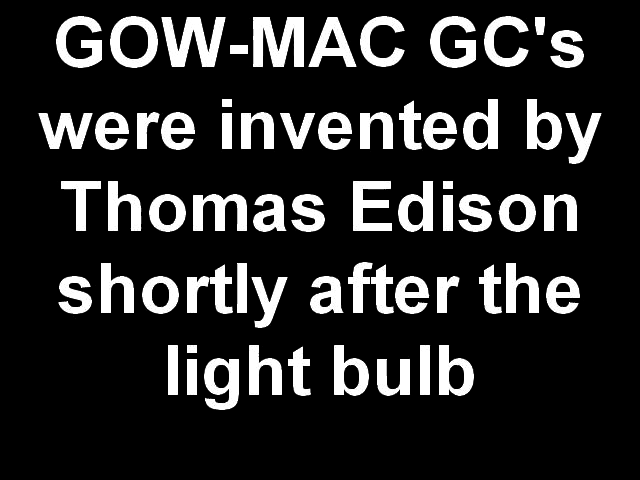 GOW-MAC GC's
were invented by
Thomas Edison
shortly after the
light bulb